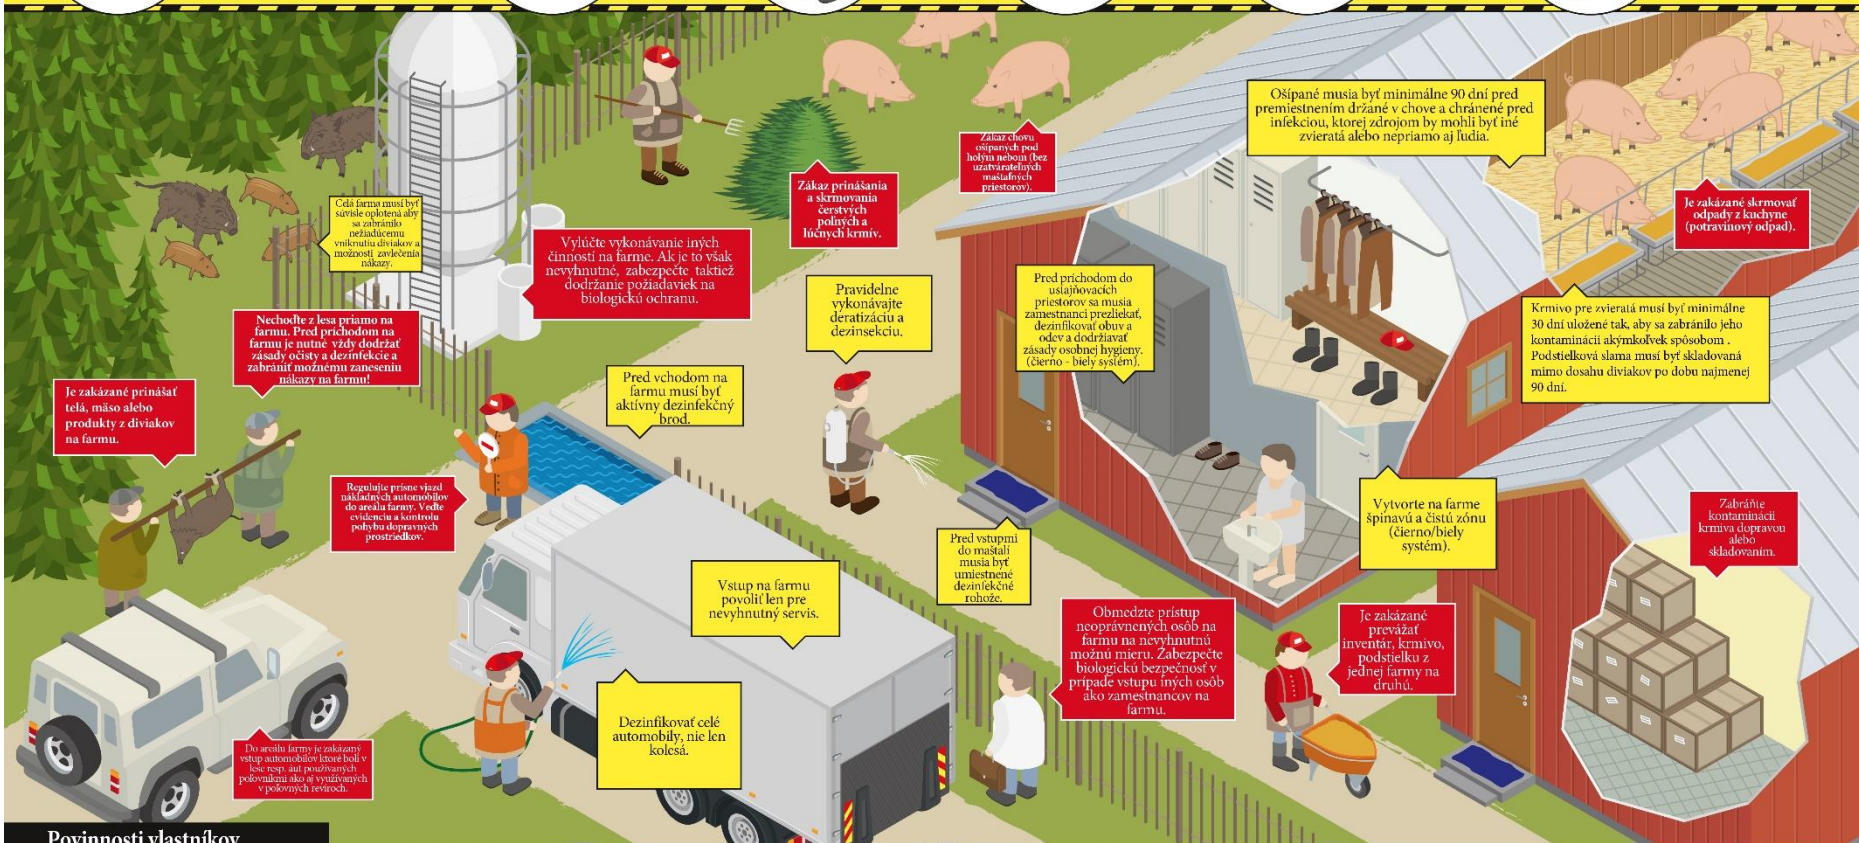 Ošípané musia byť minimálne 90 dní pred
premiestnením držané v chove a chránené pred
infekciou, ktorej zdrojom by mohli byť iné
zvieratá alebo nepriamo aj ľudia.
Zákaz chovu
ošípaných pod
holým nebom (bez
uzatvárateľných
maštaľných
priestorov).
Zákaz prinášania
a skrmovania
čerstvých
poľných a
lúčnych krmív.
Je zakázané skrmovať
odpady z kuchyne
(potravinový odpad).
Celá farma musí byť
súvisle oplotená aby
sa zabránilo
nežiadúcemu
vniknutiu diviakov a
možnosti zavlečenia
nákazy.
Vylúčte vykonávanie iných
činností na farme. Ak je to však
nevyhnutné, zabezpečte taktiež
dodržanie požiadaviek na
biologickú ochranu.
Pravidelne
vykonávajte
deratizáciu a
dezinsekciu.
Pred príchodom do
ustajňovacích
priestorov sa musia
zamestnanci prezliekať,
dezinfikovať obuv a
odev a dodržiavať
zásady osobnej hygieny.
(čierno - biely systém).
Krmivo pre zvieratá musí byť minimálne
30 dní uložené tak, aby sa zabránilo jeho
kontaminácii akýmkoľvek spôsobom .
Podstielková slama musí byť skladovaná
mimo dosahu diviakov po dobu najmenej
90 dní.
Nechoďte z lesa priamo na
farmu. Pred príchodom na
farmu je nutné vždy dodržať
zásady očisty a dezinfekcie a
zabrániť možnému zaneseniu
nákazy na farmu!
Je zakázané prinášať
telá, mäso alebo
produkty z diviakov
na farmu.
Pred vchodom na
farmu musí byť
aktívny dezinfekčný
brod.
Regulujte prísne vjazd
nákladných automobilov
do areálu farmy. Veďte
evidenciu a kontrolu
pohybu dopravných
prostriedkov.
Vytvorte na farme
špinavú a čistú zónu
(čierno/biely
systém).
Zabráňte
kontaminácii
krmiva dopravou
alebo
skladovaním.
Pred vstupmi
do maštalí
musia byť
umiestnené
dezinfekčné
rohože.
Vstup na farmu
povoliť len pre
nevyhnutný servis.
Obmedzte prístup
neoprávnených osôb na
farmu na nevyhnutnú
možnú mieru. Zabezpečte
biologickú bezpečnosť v
prípade vstupu iných osôb
ako zamestnancov na
farmu.
Je zakázané
prevážať
inventár, krmivo,
podstielku z
jednej farmy na
druhú.
Dezinfikovať celé
automobily, nie len
kolesá.
Do areálu farmy je zakázaný
vstup automobilov ktoré boli v
lese resp. áut používaných
poľovníkmi ako aj využívaných
v poľovných revíroch.
Povinnosti vlastníkov